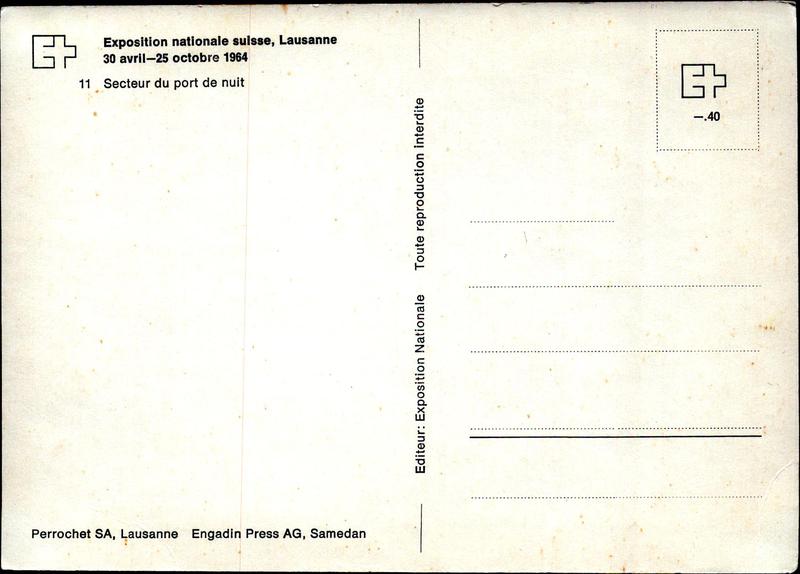 Exposition nationale suisse, Lausanne
30 avril–25 octobre 1964
11 Secteur du port de nuit
Perrochet SA, Lausanne Engadin Press AG, Samedan
Editeur: Exposition Nationale Toute reproduction interdite
–.40